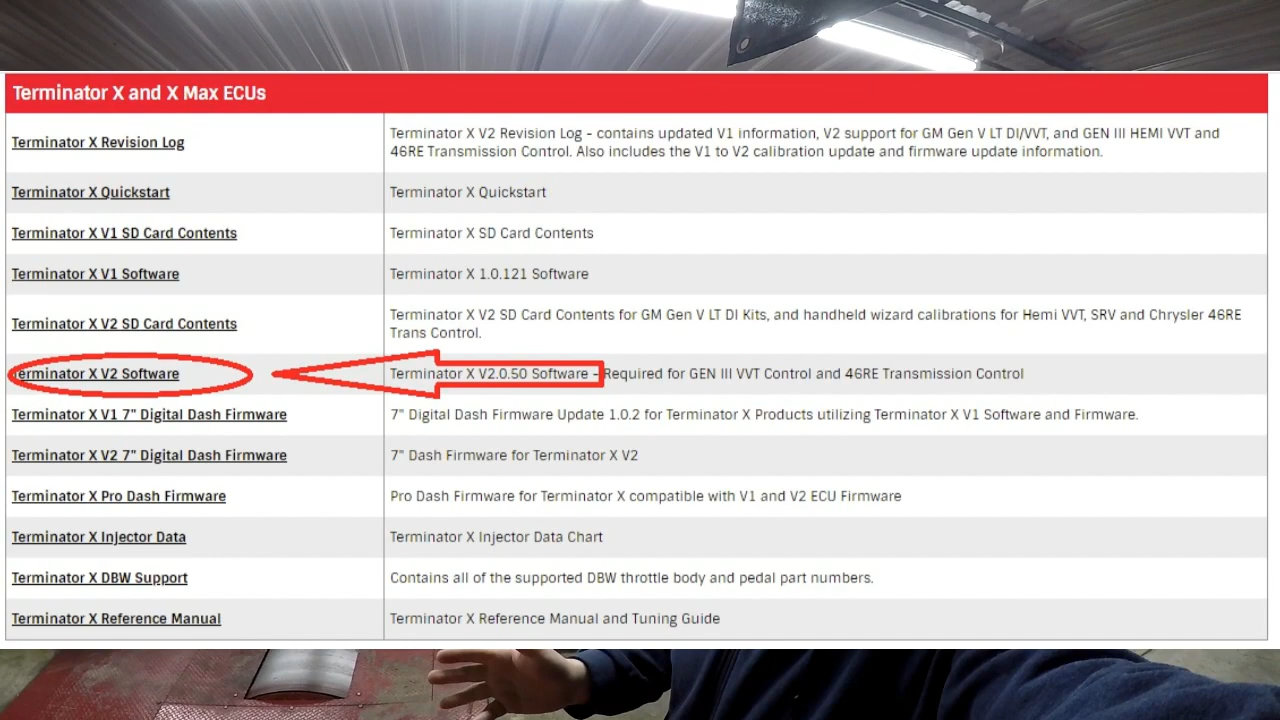 Terminator X and X Max ECUs
Terminator X Revision Log
Terminator X V2 Revision Log - contains updated V1 information, V2 support for GM Gen V LT DI/VVT, and GEN III HEMI VVT and
46RE Transmission Control. Also includes the V1 to V2 calibration update and firmware update information.
Terminator X Quickstart
Terminator X Quickstart
Terminator X V1 SD Card Contents
Terminator X SD Card Contents
Terminator X V1 Software
Terminator X 1.0.121 Software
Terminator X V2 SD Card Contents
Terminator X V2 SD Card Contents for GM Gen V LT DI Kits, and handheld wizard calibrations for Hemi VVT, SRV and Chrysler 46RE
Trans Control.
Terminator X V2 Software
Terminator X V2.0.50 Software - Required for GEN III VVT Control and 46RE Transmission Control
Terminator X V1 7" Digital Dash Firmware
7" Digital Dash Firmware Update 1.0.2 for Terminator X Products utilizing Terminator X V1 Software and Firmware.
Terminator X V2 7" Digital Dash Firmware
7" Dash Firmware for Terminator X V2
Terminator X Pro Dash Firmware
Pro Dash Firmware for Terminator X compatible with V1 and V2 ECU Firmware
Terminator X Injector Data
Terminator X Injector Data Chart
Terminator X DBW Support
Contains all of the supported DBW throttle body and pedal part numbers.
Terminator X Reference Manual
Terminator X Reference Manual and Tuning Guide